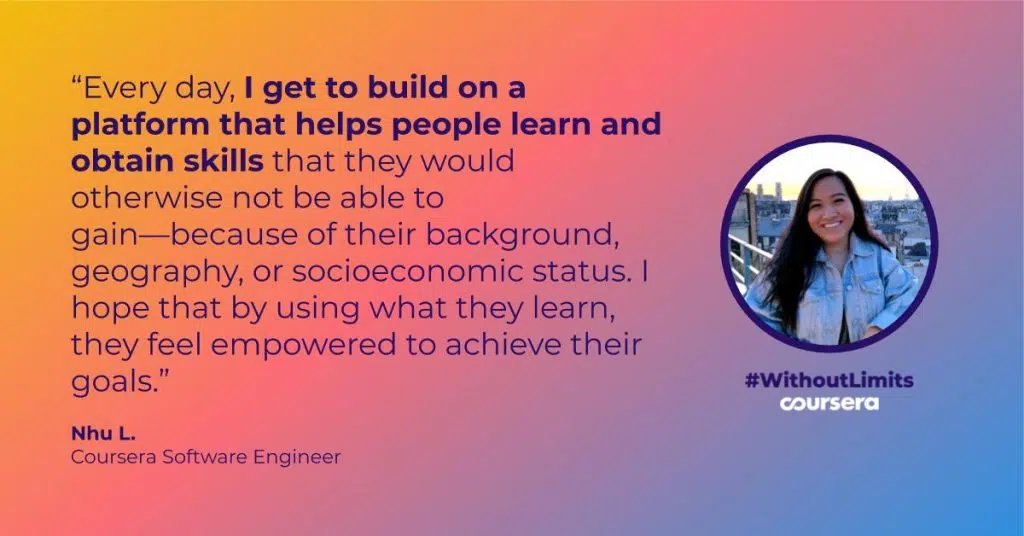 “Every day, I get to build on a
platform that helps people learn and
obtain skills that they would
otherwise not be able to
gain—because of their background,
geography, or socioeconomic status. I
hope that by using what they learn,
they feel empowered to achieve their
goals.”
Nhu L.
Coursera Software Engineer
#WithoutLimits
coursera